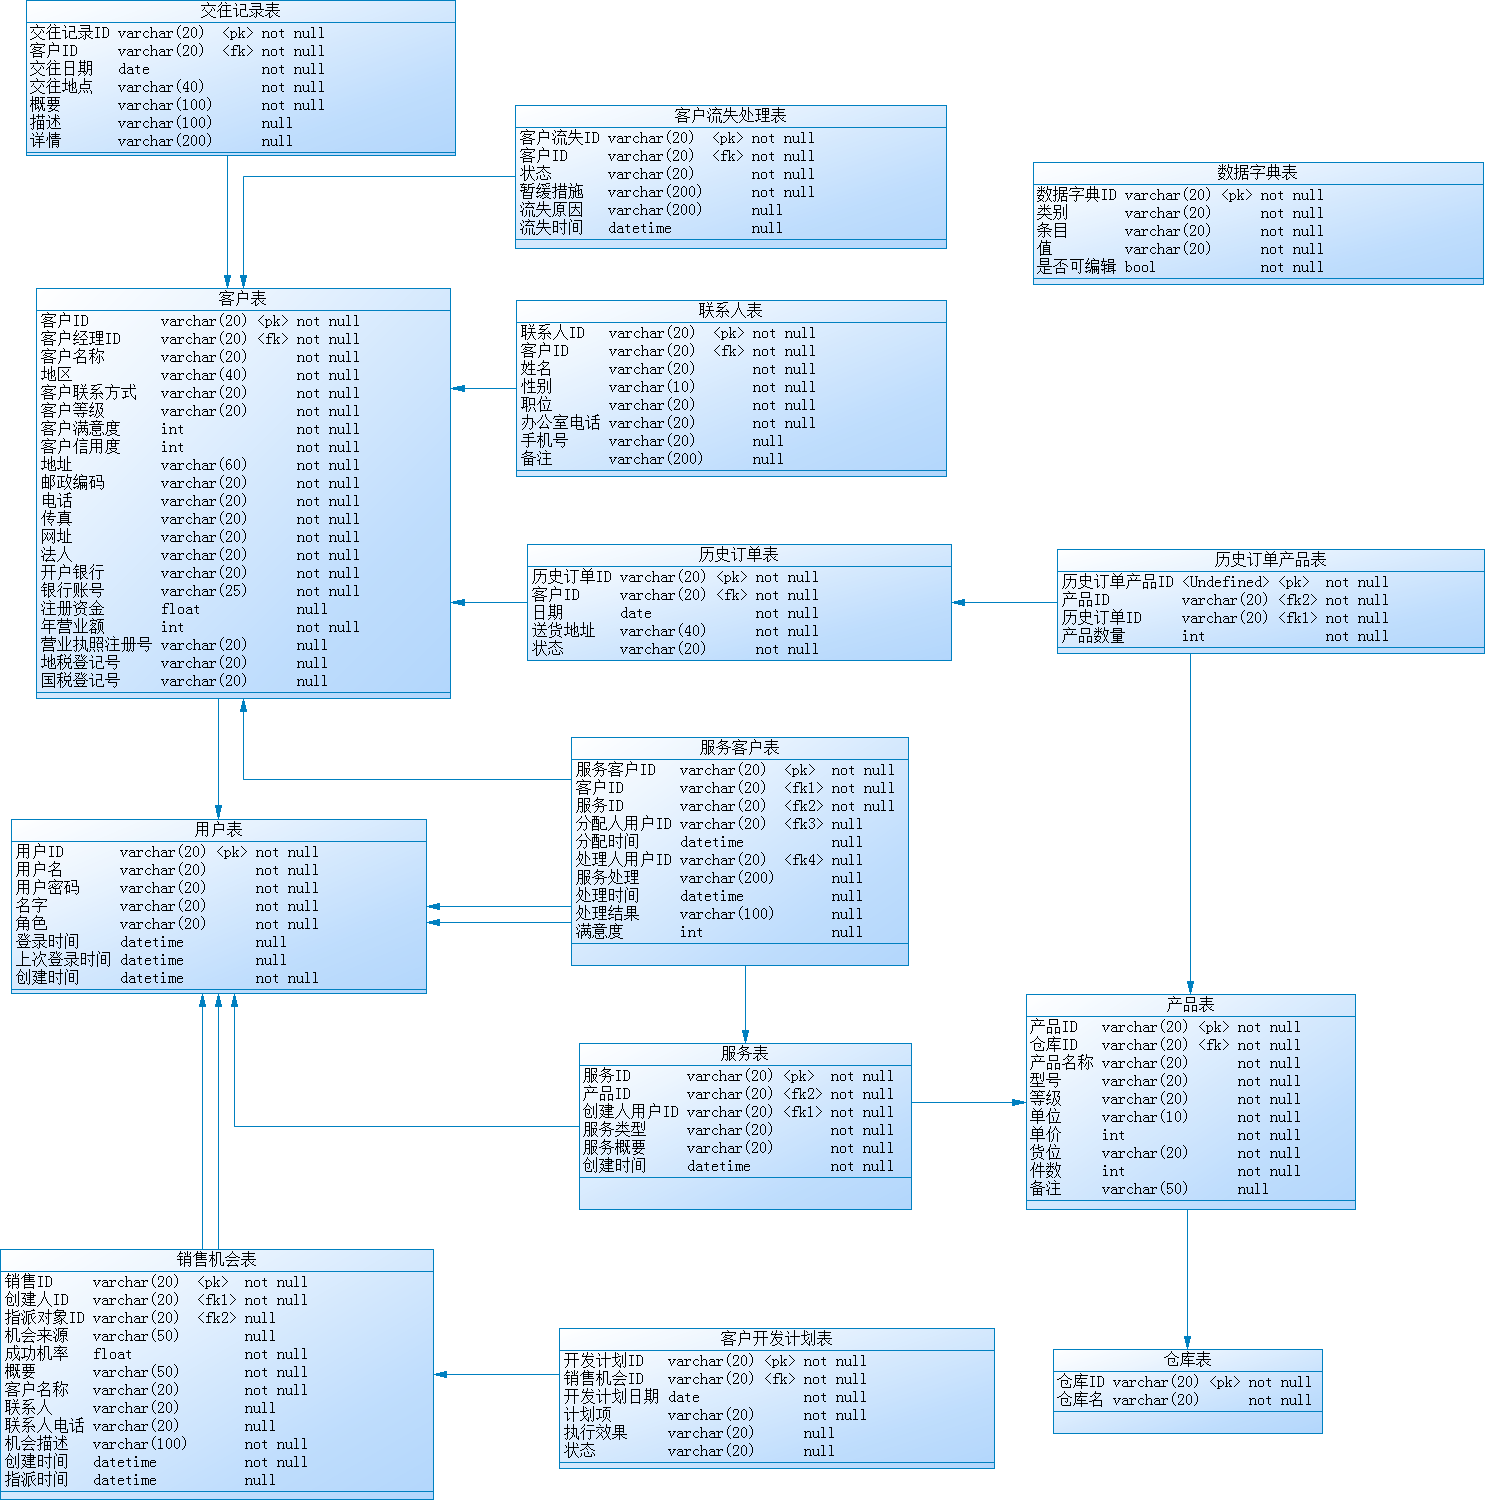 交往记录表
交往记录ID varchar(20) <pk> not null
客户ID varchar(20) <fk> not null
交往日期 date not null
交往地点 varchar(40) not null
概要 varchar(100) not null
描述 varchar(100) null
详情 varchar(200) null
客户流失处理表
客户流失ID varchar(20) <pk> not null
客户ID varchar(20) <fk> not null
状态 varchar(20) not null
暂缓措施 varchar(200) not null
流失原因 varchar(200) null
流失时间 datetime null
数据字典表
数据字典ID varchar(20) <pk> not null
类别 varchar(20) not null
条目 varchar(20) not null
值 varchar(20) not null
是否可编辑 bool not null
客户表
客户ID varchar(20) <pk> not null
客户经理ID varchar(20) <fk> not null
客户名称 varchar(20) not null
地区 varchar(40) not null
客户联系方式 varchar(20) not null
客户等级 varchar(20) not null
客户满意度 int not null
客户信用度 int not null
地址 varchar(60) not null
邮政编码 varchar(20) not null
电话 varchar(20) not null
传真 varchar(20) not null
网址 varchar(20) not null
法人 varchar(20) not null
开户银行 varchar(20) not null
银行账号 varchar(25) not null
注册资金 float null
年营业额 int not null
营业执照注册号 varchar(20) null
地税登记号 varchar(20) null
国税登记号 varchar(20) null
联系人表
联系人ID varchar(20) <pk> not null
客户ID varchar(20) <fk> not null
姓名 varchar(20) not null
性别 varchar(10) not null
职位 varchar(20) not null
办公室电话 varchar(20) not null
手机号 varchar(20) null
备注 varchar(200) null
历史订单表
历史订单ID varchar(20) <pk> not null
客户ID varchar(20) <fk> not null
日期 date not null
送货地址 varchar(40) not null
状态 varchar(20) not null
历史订单产品表
历史订单产品ID <Undefined> <pk> not null
产品ID varchar(20) <fk2> not null
历史订单ID varchar(20) <fk1> not null
产品数量 int not null
服务客户表
服务客户ID varchar(20) <pk> not null
客户ID varchar(20) <fk1> not null
服务ID varchar(20) <fk2> not null
分配人用户ID varchar(20) <fk3> null
分配时间 datetime null
处理人用户ID varchar(20) <fk4> null
服务处理 varchar(200) null
处理时间 datetime null
处理结果 varchar(100) null
满意度 int null
用户表
用户ID varchar(20) <pk> not null
用户名 varchar(20) not null
用户密码 varchar(20) not null
名字 varchar(20) not null
角色 varchar(20) not null
登录时间 datetime null
上次登录时间 datetime null
创建时间 datetime not null
服务表
服务ID varchar(20) <pk> not null
产品ID varchar(20) <fk2> not null
创建人用户ID varchar(20) <fk1> not null
服务类型 varchar(20) not null
服务概要 varchar(20) not null
创建时间 datetime not null
产品表
产品ID varchar(20) <pk> not null
仓库ID varchar(20) <fk> not null
产品名称 varchar(20) not null
型号 varchar(20) not null
等级 varchar(20) not null
单位 varchar(10) not null
单价 int not null
货位 varchar(20) not null
件数 int not null
备注 varchar(50) null
销售机会表
销售ID varchar(20) <pk> not null
创建人ID varchar(20) <fk1> not null
指派对象ID varchar(20) <fk2> null
机会来源 varchar(50) null
成功机率 float not null
概要 varchar(50) not null
客户名称 varchar(20) not null
联系人 varchar(20) null
联系人电话 varchar(20) null
机会描述 varchar(100) not null
创建时间 datetime not null
指派时间 datetime null
客户开发计划表
开发计划ID varchar(20) <pk> not null
销售机会ID varchar(20) <fk> not null
开发计划日期 date not null
计划项 varchar(20) not null
执行效果 varchar(20) null
状态 varchar(20) null
仓库表
仓库ID varchar(20) <pk> not null
仓库名 varchar(20) not null